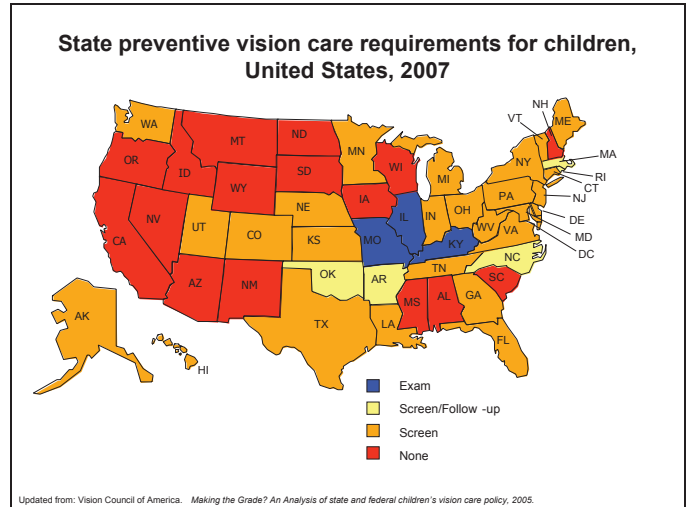 State preventive vision care requirements for children,
United States, 2007
NH
VT
ME
WA
MT
ND
MN
OR
ID
SD
WI
NY
MA
MI
RI
CT
WY
IA
PA
NJ
NE
IL
IN
OH
NV
UT
CO
DE
MD
DC
WV
VA
CA
KS
MO
KY
NC
TN
OK
AR
AZ
NM
SC
MS
AL
GA
AK
TX
LA
FL
HI
Exam
Screen/Follow -up
Screen
None
Updated from: Vision Council of America. Making the Grade? An Analysis of state and federal children's vision care policy, 2005.